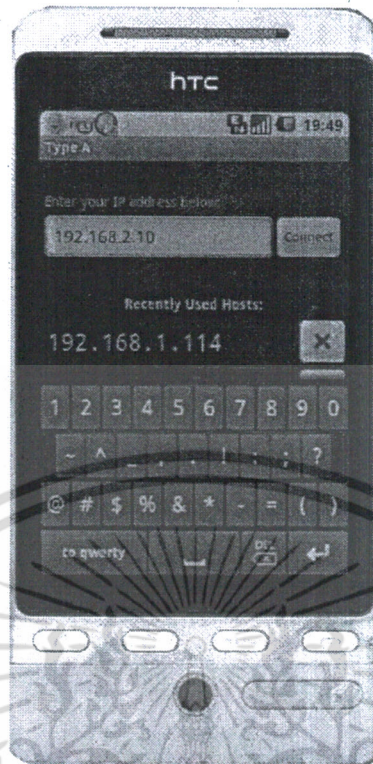 htc
19:49
Type A
Enter your IP address below:
192.168.2.10 Connect
Recently Used Hosts:
192.168.1.114 ×
1 2 3 4 5 6 7 8 9 0
~ ^ _ , . ! : ; ?
@ # $ % & * - = ( )
to qwerty DEL